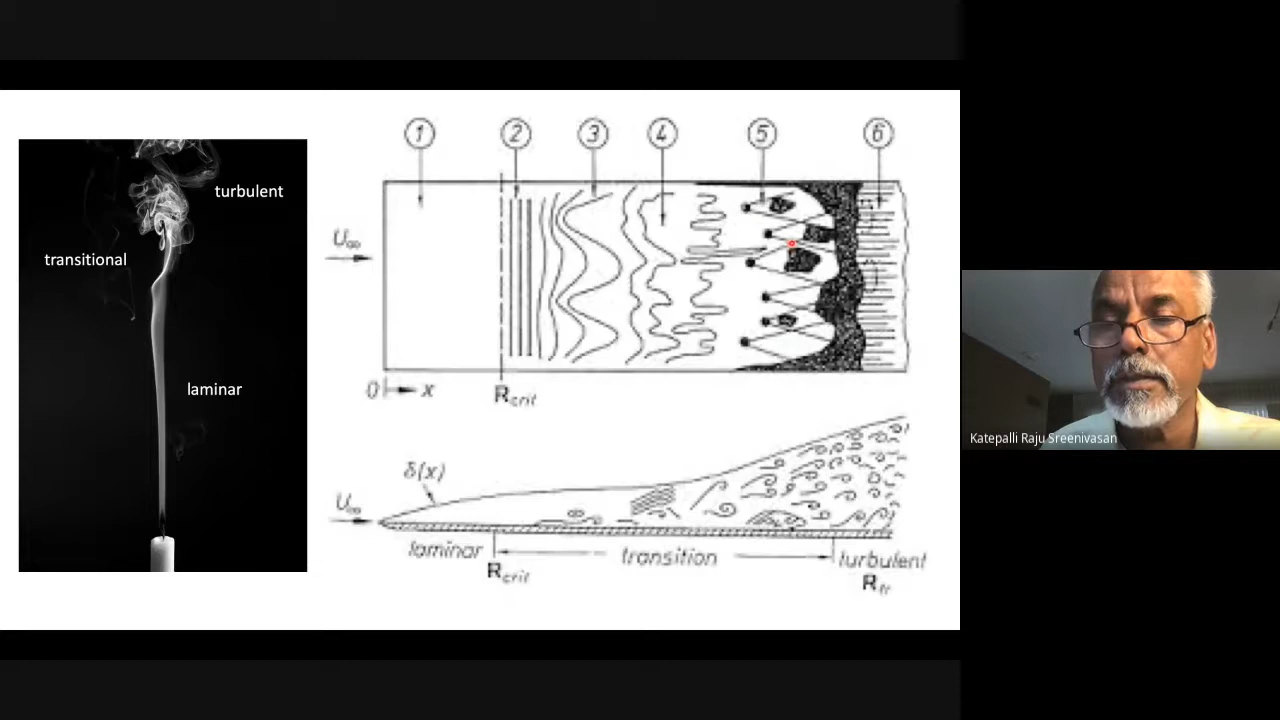 turbulent
transitional
laminar
1 2 3 4 5 6
U∞
0 x
Rcrit
δ(x)
U∞
laminar transition turbulent
Rcrit
Rtr
Katepalli Raju Sreenivasan